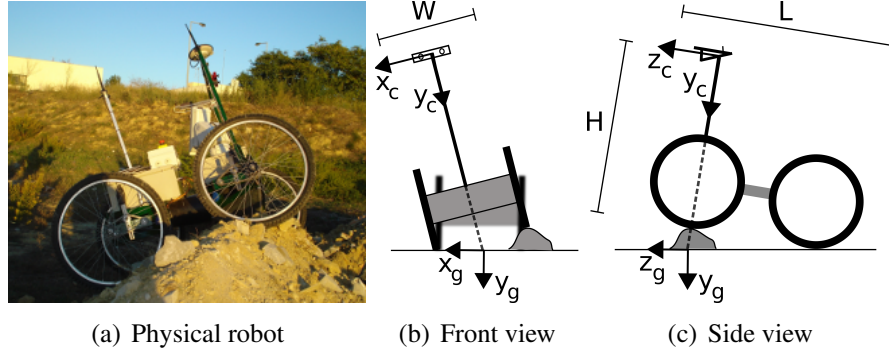 W
x_c
y_c
x_g
y_g
L
z_c
y_c
H
z_g
y_g
(a) Physical robot
(b) Front view
(c) Side view